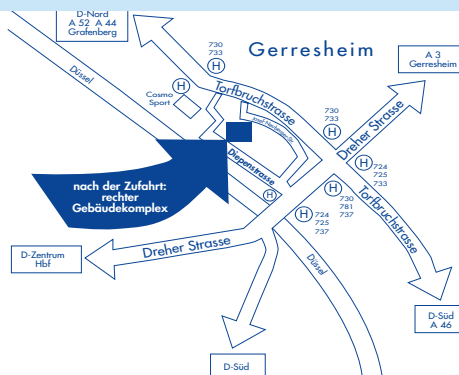 D-Nord
A 52 A 44
Grafenberg
730
733
Gerresheim
A 3
Gerresheim
Düssel
Cosmo
Sport
H
H
Torfbruchstrasse
730
733
H
Dreher Strasse
Diepenstrasse
H
724
725
733
H
nach der Zufahrt:
rechter
Gebäudekomplex
H
H
730
781
737
Torfbruchstrasse
H
724
725
737
Dreher Strasse
D-Zentrum
Hbf
Düssel
D-Süd
A 46
D-Süd